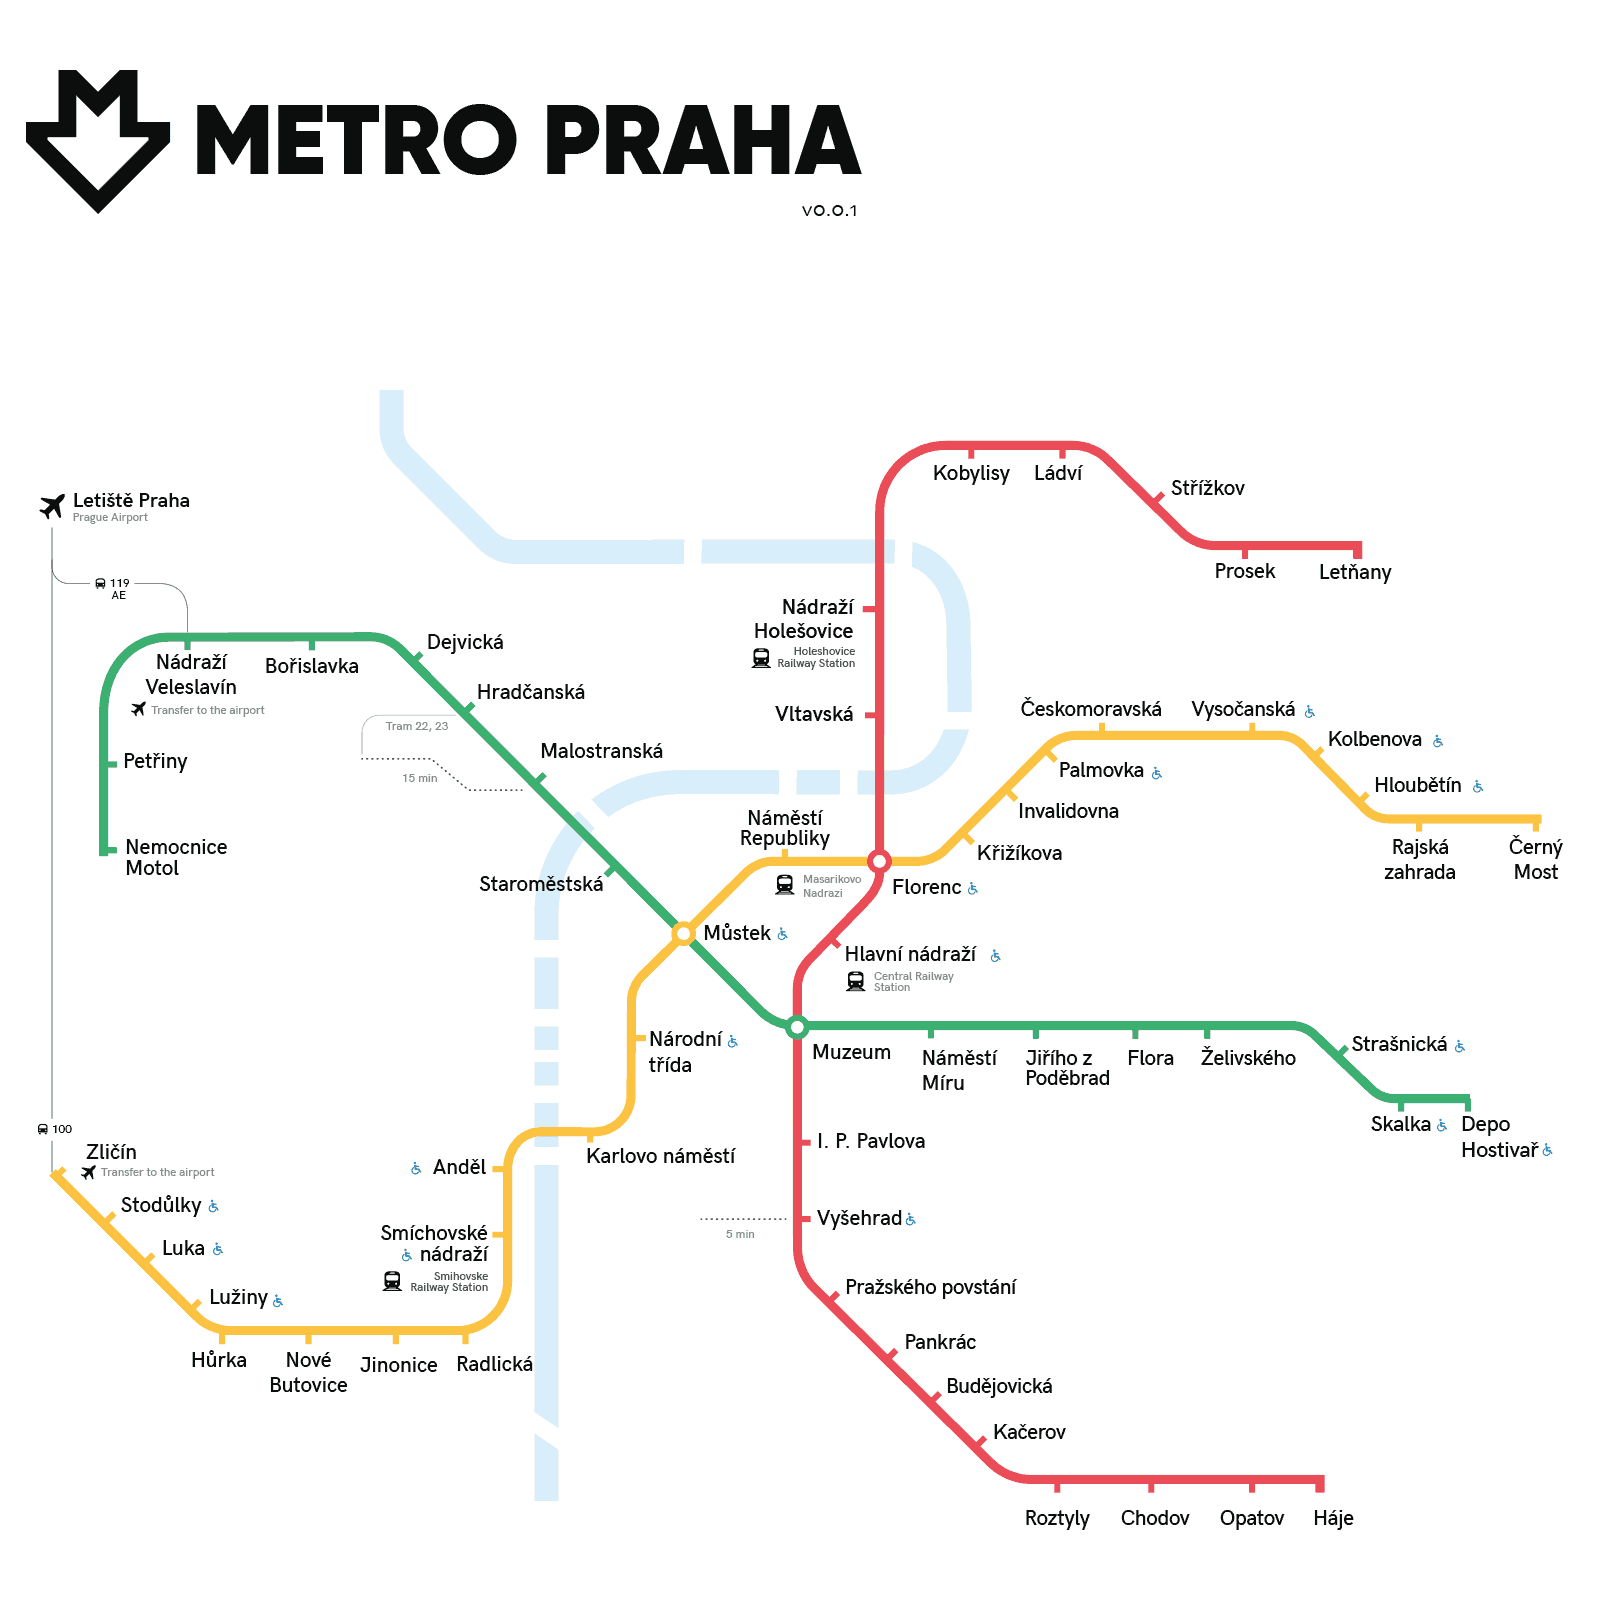 METRO PRAHA
v0.0.1
Letiště Praha
Prague Airport
119
AE
Nádraží
Veleslavín
Transfer to the airport
Bořislavka
Dejvická
Hradčanská
Tram 22, 23
15 min
Malostranská
Petřiny
Nemocnice
Motol
Staroměstská
Můstek
Muzeum
Náměstí
Míru
Jiřího z
Poděbrad
Flora
Želivského
Strašnická
Skalka
Depo
Hostivař
Kobylisy
Ládví
Střížkov
Prosek
Letňany
Nádraží
Holešovice
Holeshovice
Railway Station
Vltavská
Florenc
Hlavní nádraží
Central Railway
Station
I. P. Pavlova
Vyšehrad
5 min
Pražského povstání
Pankrác
Budějovická
Kačerov
Roztyly
Chodov
Opatov
Háje
Českomoravská
Vysočanská
Kolbenova
Hloubětín
Rajská
zahrada
Černý
Most
Palmovka
Invalidovna
Křižíkova
Náměstí
Republiky
Masarikovo
Nadrazi
Národní
třída
Karlovo náměstí
Anděl
Smíchovské
nádraží
Smihovske
Railway Station
100
Zličín
Transfer to the airport
Stodůlky
Luka
Lužiny
Hůrka
Nové
Butovice
Jinonice
Radlická